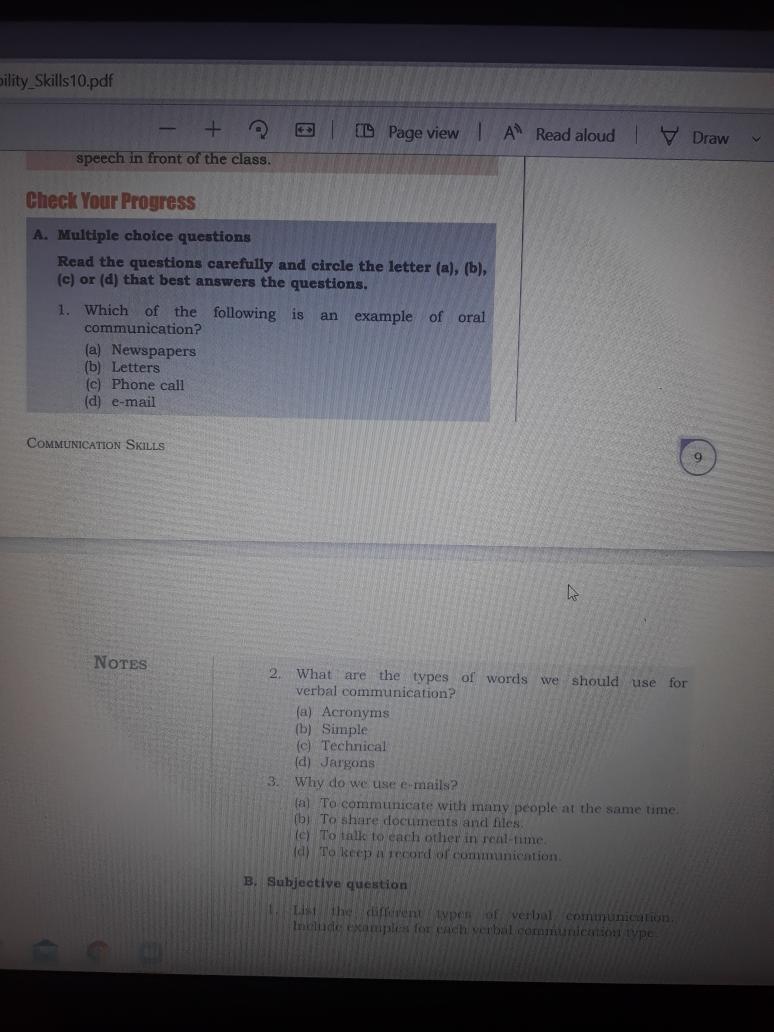 bility_Skills10.pdf
Page view
Read aloud
Draw
speech in front of the class.
Check Your Progress
A. Multiple choice questions
Read the questions carefully and circle the letter (a), (b),
(c) or (d) that best answers the questions.
1. Which of the following is an example of oral
communication?
(a) Newspapers
(b) Letters
(c) Phone call
(d) e-mail
COMMUNICATION SKILLS
9
NOTES
2. What are the types of words we should use for
verbal communication?
(a) Acronyms
(b) Simple
(c) Technical
(d) Jargons
3. Why do we use e-mails?
(a) To communicate with many people at the same time.
(b) To share documents and files.
(c) To talk to each other in real-time.
(d) To keep a record of communication.
B. Subjective question
1. List the different types of verbal communication.
Include examples for each verbal communication type.